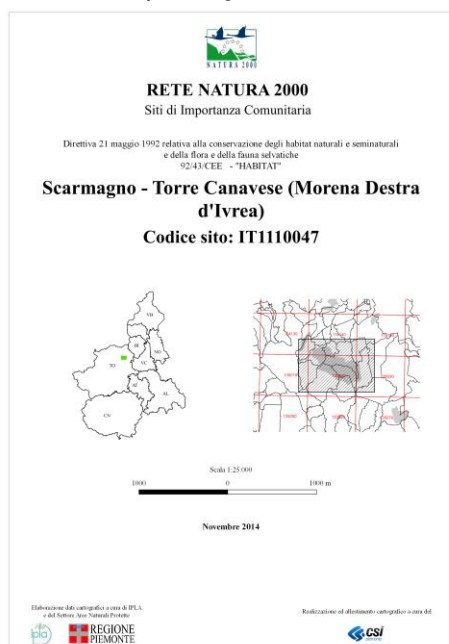 NATURA 2000
RETE NATURA 2000
Siti di Importanza Comunitaria
Direttiva 21 maggio 1992 relativa alla conservazione degli habitat naturali e seminaturali
e della flora e della fauna selvatiche
92/43/CEE - "HABITAT"
Scarmagno - Torre Canavese (Morena Destra
d'Ivrea)
Codice sito: IT1110047
VB
BI
NO
TO
VC
AT
AL
CN
Scala 1:25 000
1000 0 1000 m
Novembre 2014
Elaborazione dati cartografici a cura di IPLA
e del Settore Aree Naturali Protette
Realizzazione ed allestimento cartografico a cura del
ipla
REGIONE
PIEMONTE
CSI